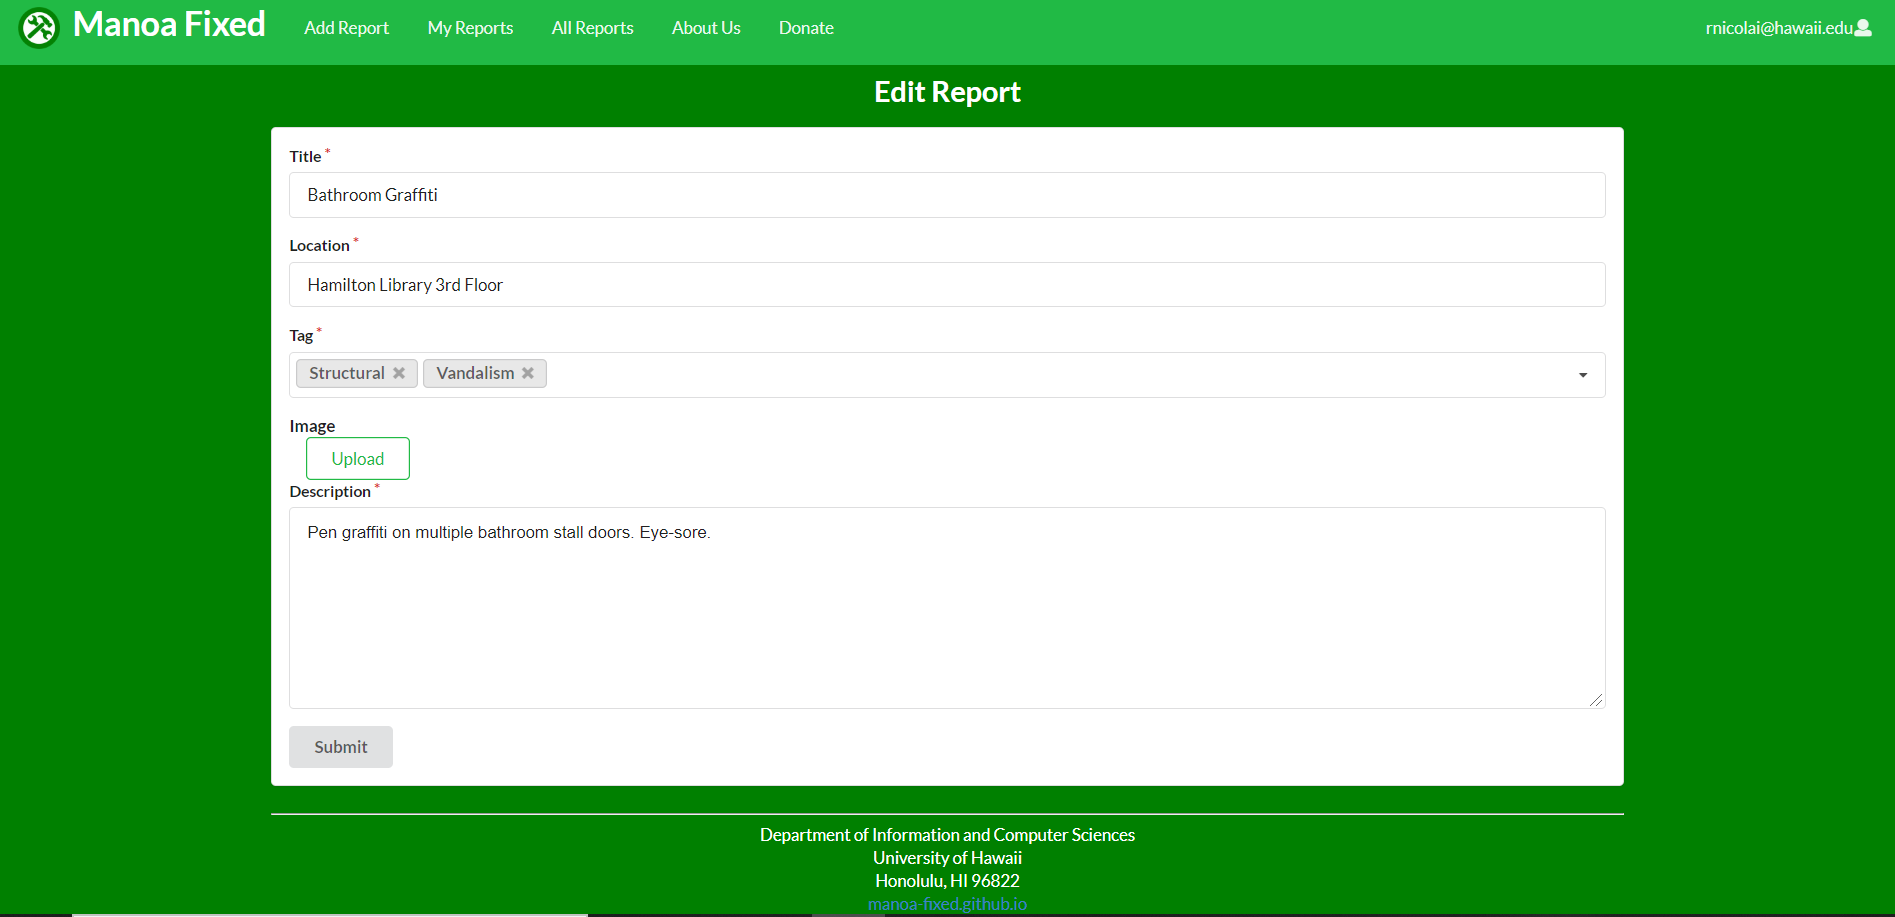 Manoa Fixed Add Report My Reports All Reports About Us Donate rnicolai@hawaii.edu
Edit Report
Title *
Bathroom Graffiti
Location *
Hamilton Library 3rd Floor
Tag *
Structural Vandalism
Image
Upload
Description *
Pen graffiti on multiple bathroom stall doors. Eye-sore.
Submit
Department of Information and Computer Sciences
University of Hawaii
Honolulu, HI 96822
manoa-fixed.github.io